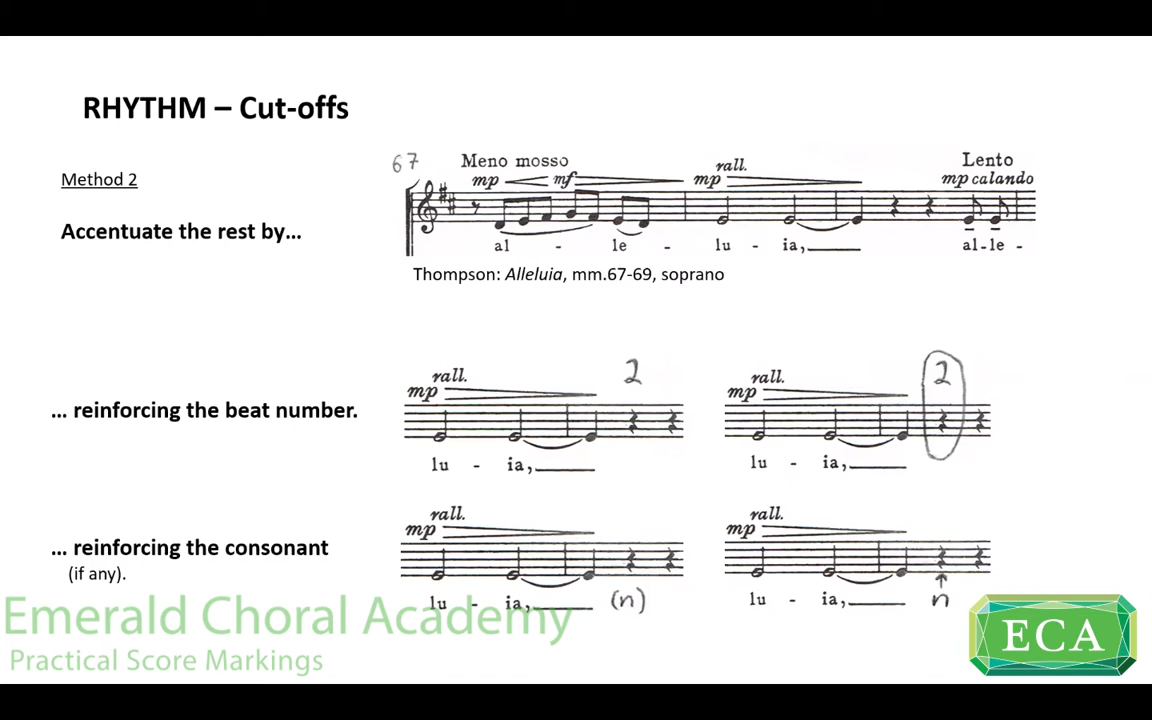 RHYTHM – Cut-offs
Method 2
Accentuate the rest by...
67 Meno mosso rall. Lento
mp mf mp mp calando
al - le - lu - ia, al-le -
Thompson: Alleluia, mm.67-69, soprano
... reinforcing the beat number.
rall. 2 rall. 2
mp mp
lu - ia, lu - ia,
... reinforcing the consonant
(if any).
rall. rall.
mp mp
lu - ia, (n) lu - ia, n
Emerald Choral Academy
Practical Score Markings
ECA